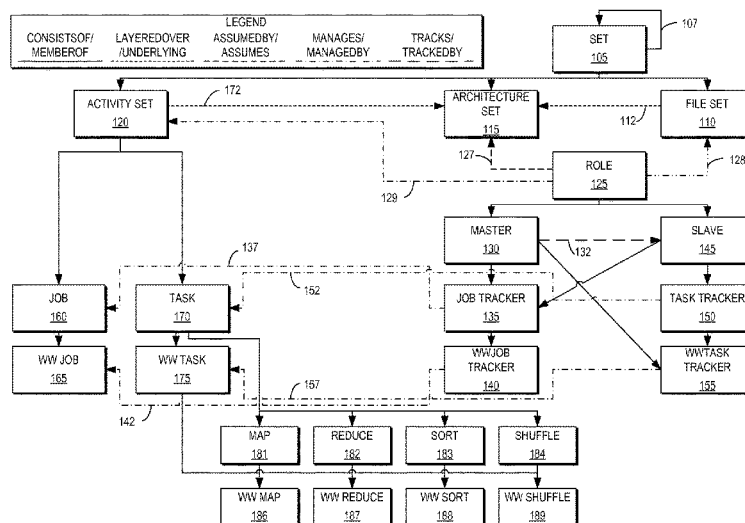 LEGEND
CONSISTSOF/ LAYEREDOVER ASSUMEDBY/ MANAGES/ TRACKS/
MEMBEROF /UNDERLYING ASSUMES MANAGEDBY TRACKEDBY
107
SET
105
ACTIVITY SET
120
172
ARCHITECTURE
SET
115
112
FILE SET
110
127
128
129
ROLE
125
MASTER
130
132
SLAVE
145
137
152
JOB
160
TASK
170
JOB TRACKER
135
TASK TRACKER
150
WW JOB
165
WW TASK
175
157
WWJOB
TRACKER
140
WWTASK
TRACKER
155
142
MAP
181
REDUCE
182
SORT
183
SHUFFLE
184
WW MAP
186
WW REDUCE
187
WW SORT
188
WW SHUFFLE
189